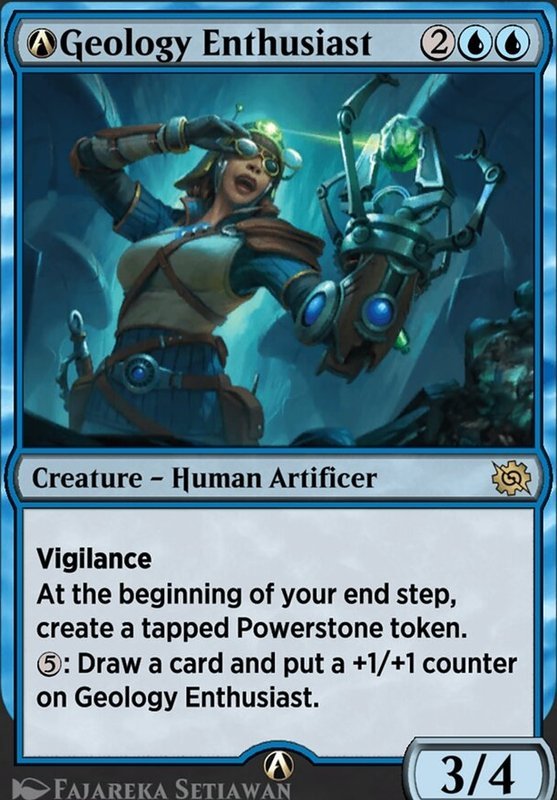 Geology Enthusiast 2
Creature – Human Artificer
Vigilance
At the beginning of your end step,
create a tapped Powerstone token.
5: Draw a card and put a +1/+1 counter
on Geology Enthusiast.
3/4
Fajareka Setiawan